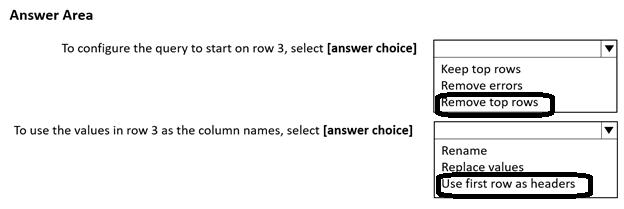 Answer Area
To configure the query to start on row 3, select [answer choice]
Keep top rows
Remove errors
Remove top rows
To use the values in row 3 as the column names, select [answer choice]
Rename
Replace values
Use first row as headers